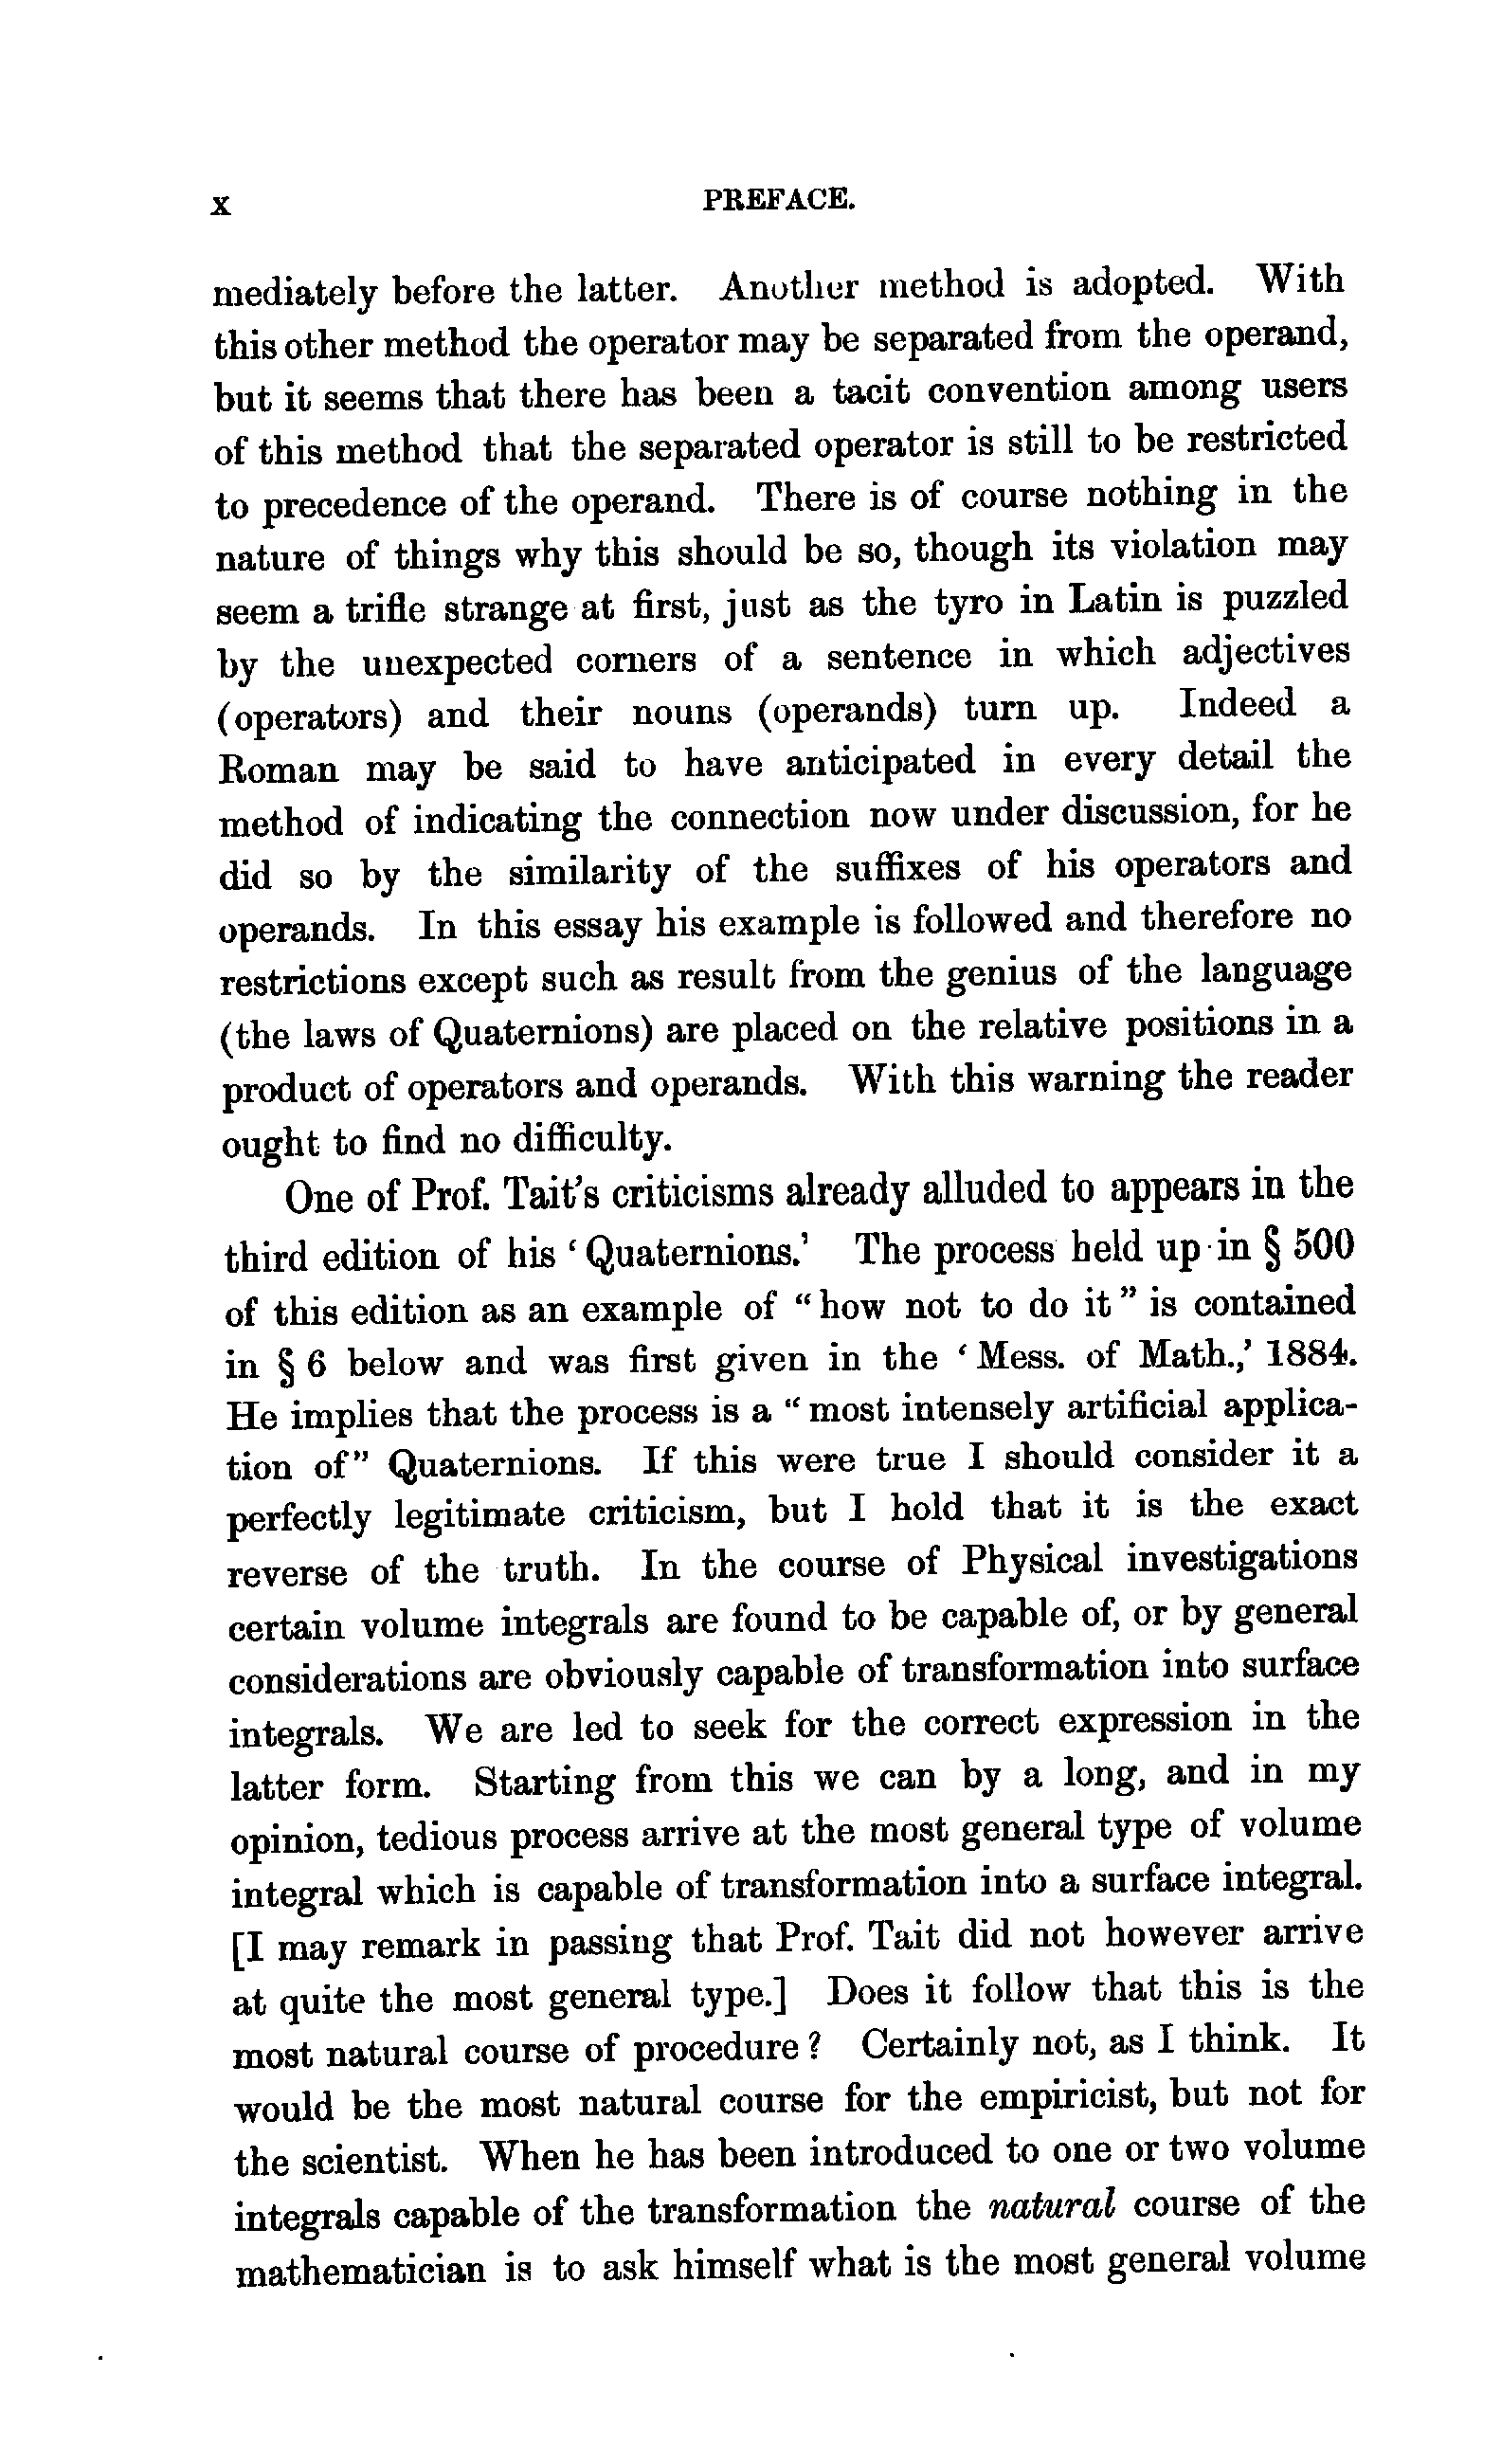 x PREFACE.
mediately before the latter. Another method is adopted. With
this other method the operator may be separated from the operand,
but it seems that there has been a tacit convention among users
of this method that the separated operator is still to be restricted
to precedence of the operand. There is of course nothing in the
nature of things why this should be so, though its violation may
seem a trifle strange at first, just as the tyro in Latin is puzzled
by the unexpected corners of a sentence in which adjectives
(operators) and their nouns (operands) turn up. Indeed a
Roman may be said to have anticipated in every detail the
method of indicating the connection now under discussion, for he
did so by the similarity of the suffixes of his operators and
operands. In this essay his example is followed and therefore no
restrictions except such as result from the genius of the language
(the laws of Quaternions) are placed on the relative positions in a
product of operators and operands. With this warning the reader
ought to find no difficulty.
One of Prof. Tait's criticisms already alluded to appears in the
third edition of his ‘Quaternions.’ The process held up in § 500
of this edition as an example of “how not to do it” is contained
in § 6 below and was first given in the ‘Mess. of Math.,’ 1884.
He implies that the process is a “most intensely artificial applica-
tion of” Quaternions. If this were true I should consider it a
perfectly legitimate criticism, but I hold that it is the exact
reverse of the truth. In the course of Physical investigations
certain volume integrals are found to be capable of, or by general
considerations are obviously capable of transformation into surface
integrals. We are led to seek for the correct expression in the
latter form. Starting from this we can by a long, and in my
opinion, tedious process arrive at the most general type of volume
integral which is capable of transformation into a surface integral.
[I may remark in passing that Prof. Tait did not however arrive
at quite the most general type.] Does it follow that this is the
most natural course of procedure? Certainly not, as I think. It
would be the most natural course for the empiricist, but not for
the scientist. When he has been introduced to one or two volume
integrals capable of the transformation the natural course of the
mathematician is to ask himself what is the most general volume